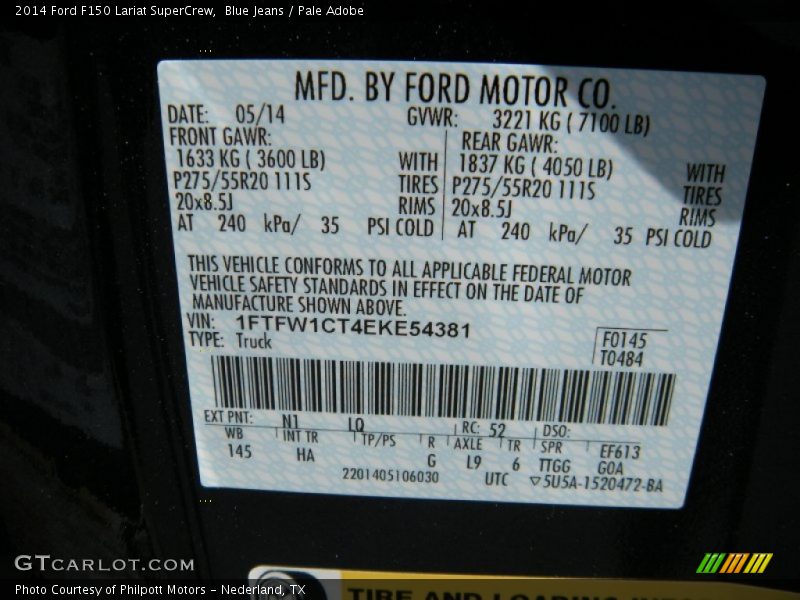 2014 Ford F150 Lariat SuperCrew, Blue Jeans / Pale Adobe
MFD. BY FORD MOTOR CO.
DATE: 05/14 GVWR: 3221 KG ( 7100 LB)
FRONT GAWR: REAR GAWR:
1633 KG ( 3600 LB) WITH 1837 KG ( 4050 LB) WITH
P275/55R20 111S TIRES P275/55R20 111S TIRES
20x8.5J RIMS 20x8.5J RIMS
AT 240 kPa/ 35 PSI COLD AT 240 kPa/ 35 PSI COLD
THIS VEHICLE CONFORMS TO ALL APPLICABLE FEDERAL MOTOR
VEHICLE SAFETY STANDARDS IN EFFECT ON THE DATE OF
MANUFACTURE SHOWN ABOVE.
VIN: 1FTFW1CT4EKE54381
TYPE: Truck
F0145
T0484
EXT PNT: N1 LQ RC: 52 DSO:
WB INT TR TP/PS R AXLE TR SPR EF613
145 HA G L9 6 TTGG GOA
2201405106030 UTC ▽5U5A-1520472-BA
GTCARLOT.COM
TIRE AND LOADING
Photo Courtesy of Philpott Motors - Nederland, TX